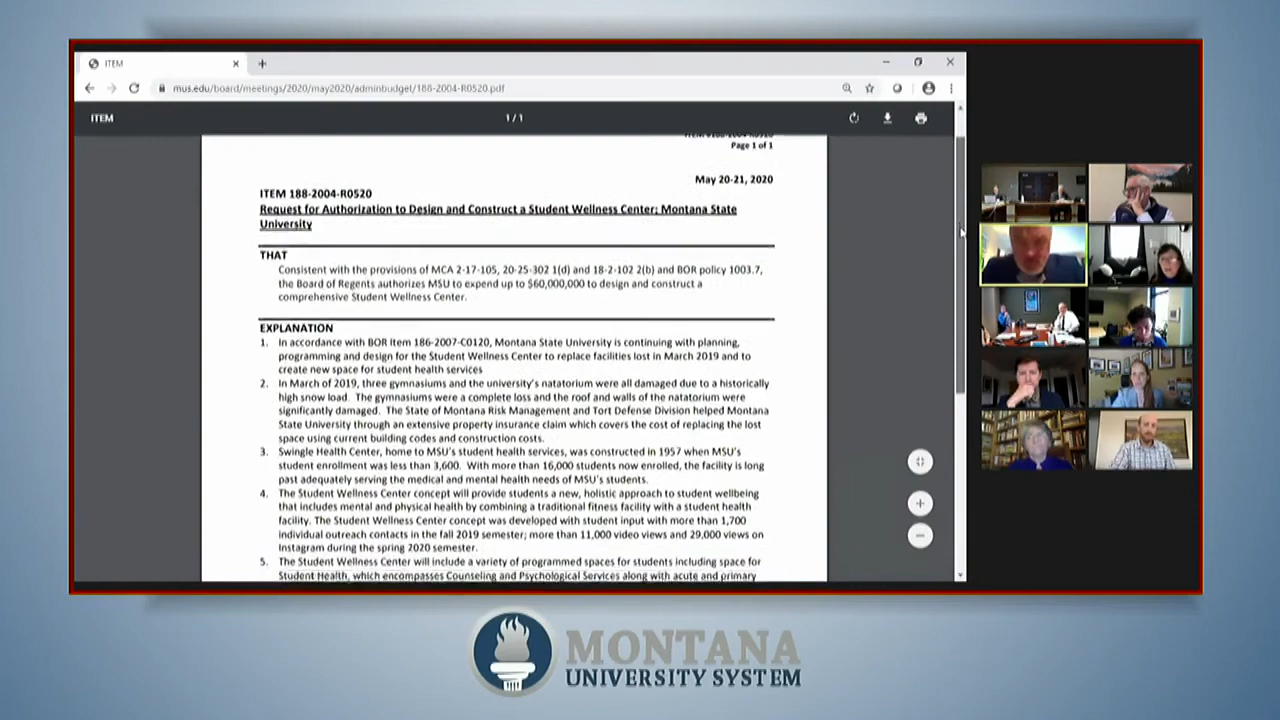 ITEM
mus.edu/board/meetings/2020/may2020/adminbudget/188-2004-R0520.pdf
ITEM
1 / 1
Page 1 of 1
May 20-21, 2020
ITEM 188-2004-R0520
Request for Authorization to Design and Construct a Student Wellness Center; Montana State
University
THAT
Consistent with the provisions of MCA 2-17-105, 20-25-302 1(d) and 18-2-102 2(b) and BOR policy 1003.7,
the Board of Regents authorizes MSU to expend up to $60,000,000 to design and construct a
comprehensive Student Wellness Center.
EXPLANATION
1. In accordance with BOR Item 186-2007-C0120, Montana State University is continuing with planning,
programming and design for the Student Wellness Center to replace facilities lost in March 2019 and to
create new space for student health services
2. In March of 2019, three gymnasiums and the university's natatorium were all damaged due to a historically
high snow load. The gymnasiums were a complete loss and the roof and walls of the natatorium were
significantly damaged. The State of Montana Risk Management and Tort Defense Division helped Montana
State University through an extensive property insurance claim which covers the cost of replacing the lost
space using current building codes and construction costs.
3. Swingle Health Center, home to MSU's student health services, was constructed in 1957 when MSU's
student enrollment was less than 3,600. With more than 16,000 students now enrolled, the facility is long
past adequately serving the medical and mental health needs of MSU's students.
4. The Student Wellness Center concept will provide students a new, holistic approach to student wellbeing
that includes mental and physical health by combining a traditional fitness facility with a student health
facility. The Student Wellness Center concept was developed with student input with more than 1,700
individual outreach contacts in the fall 2019 semester; more than 11,000 video views and 29,000 views on
Instagram during the spring 2020 semester.
5. The Student Wellness Center will include a variety of programmed spaces for students including space for
Student Health, which encompasses Counseling and Psychological Services along with acute and primary
MONTANA
UNIVERSITY SYSTEM